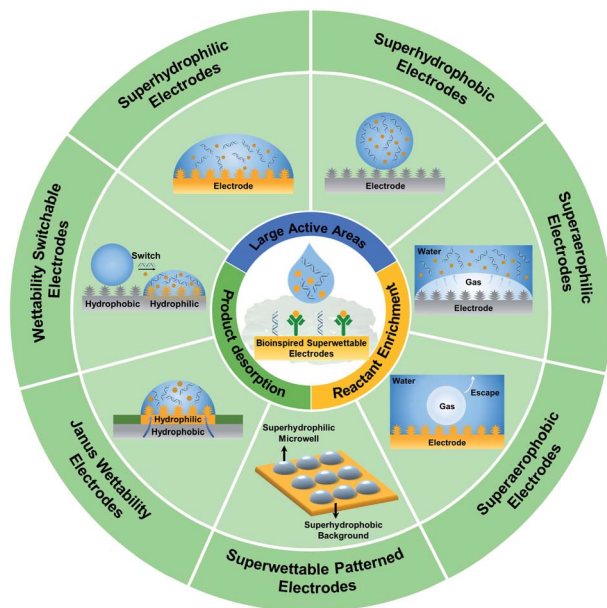 Superhydrophilic
Electrodes
Superhydrophobic
Electrodes
Superaerophilic
Electrodes
Superaerophobic
Electrodes
Superwettable Patterned
Electrodes
Janus Wettability
Electrodes
Wettability Switchable
Electrodes
Electrode
Electrode
Water
Gas
Electrode
Water
Escape
Gas
Electrode
Superhydrophilic
Microwell
Superhydrophobic
Background
Hydrophilic
Hydrophobic
Switch
Hydrophobic
Hydrophilic
Large Active Areas
Reactant Enrichment
Product desorption
Bioinspired Superwettable
Electrodes